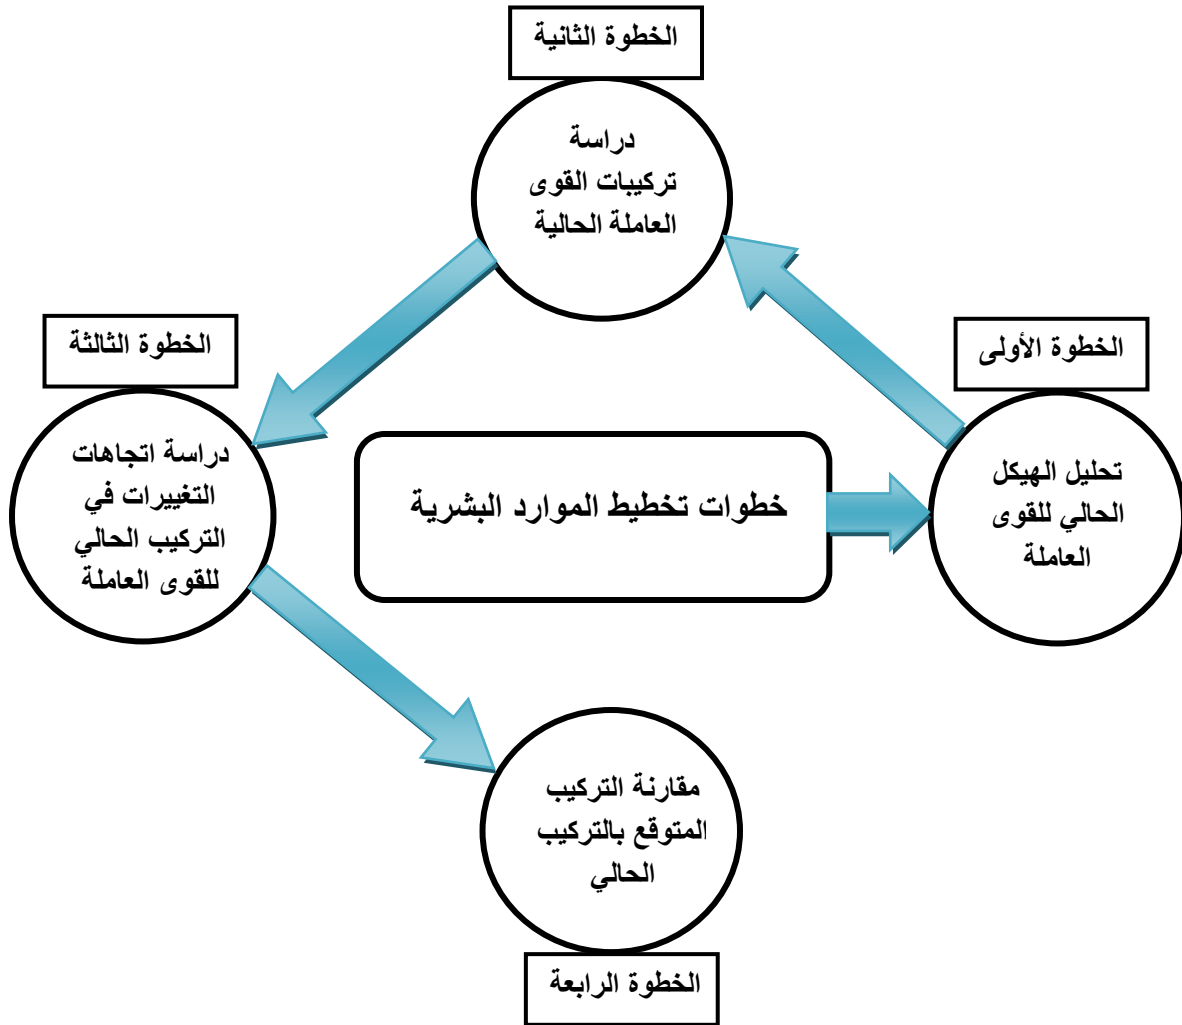 خطوات تخطيط الموارد البشرية
الخطوة الأولى
تحليل الهيكل
الحالي للقوى
العاملة
الخطوة الثانية
دراسة
تركيبات القوى
العاملة الحالية
الخطوة الثالثة
دراسة اتجاهات
التغييرات في
التركيب الحالي
للقوى العاملة
مقارنة التركيب
المتوقع بالتركيب
الحالي
الخطوة الرابعة